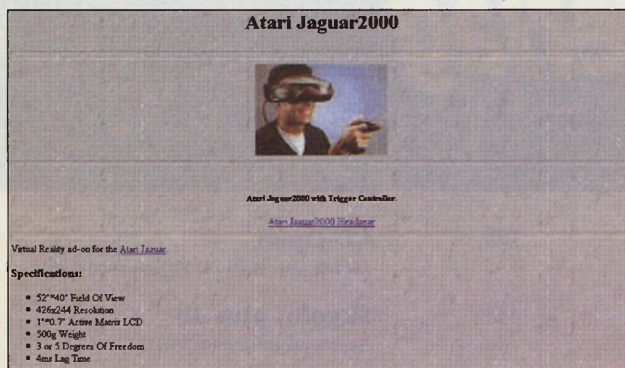 Atari Jaguar2000
Atari Jaguar2000 with Trigger Controller.
Atari Jaguar2000 Headgear
Virtual Reality ad-on for the Atari Jaguar
Specifications:
52°*40° Field Of View
426x244 Resolution
1"*0.7" Active Matrix LCD
500g Weight
3 or 5 Degrees Of Freedom
4ms Lag Time